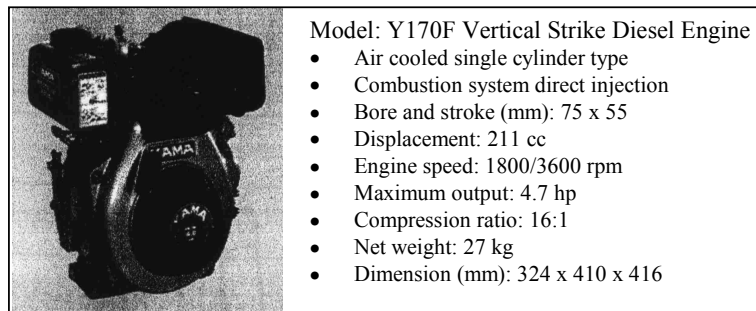 Model: Y170F Vertical Strike Diesel Engine
• Air cooled single cylinder type
• Combustion system direct injection
• Bore and stroke (mm): 75 x 55
• Displacement: 211 cc
• Engine speed: 1800/3600 rpm
• Maximum output: 4.7 hp
• Compression ratio: 16:1
• Net weight: 27 kg
• Dimension (mm): 324 x 410 x 416
AMA
AMA